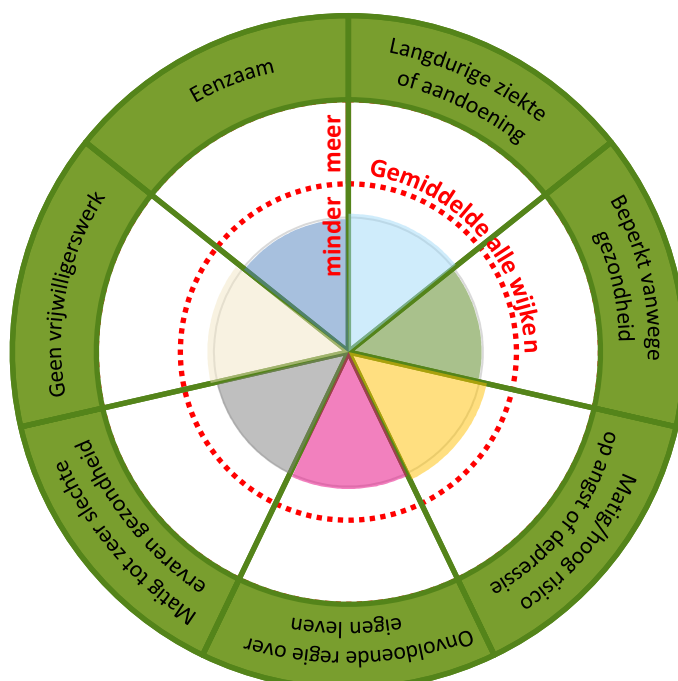 Langdurige ziekte
of aandoening
Beperkt vanwege
gezondheid
Matig/hoog risico
op angst of depressie
Onvoldoende regie over
eigen leven
Matig tot zeer slechte
ervaren gezondheid
Geen vrijwilligerswerk
Eenzaam
meer
minder
Gemiddelde alle wijken